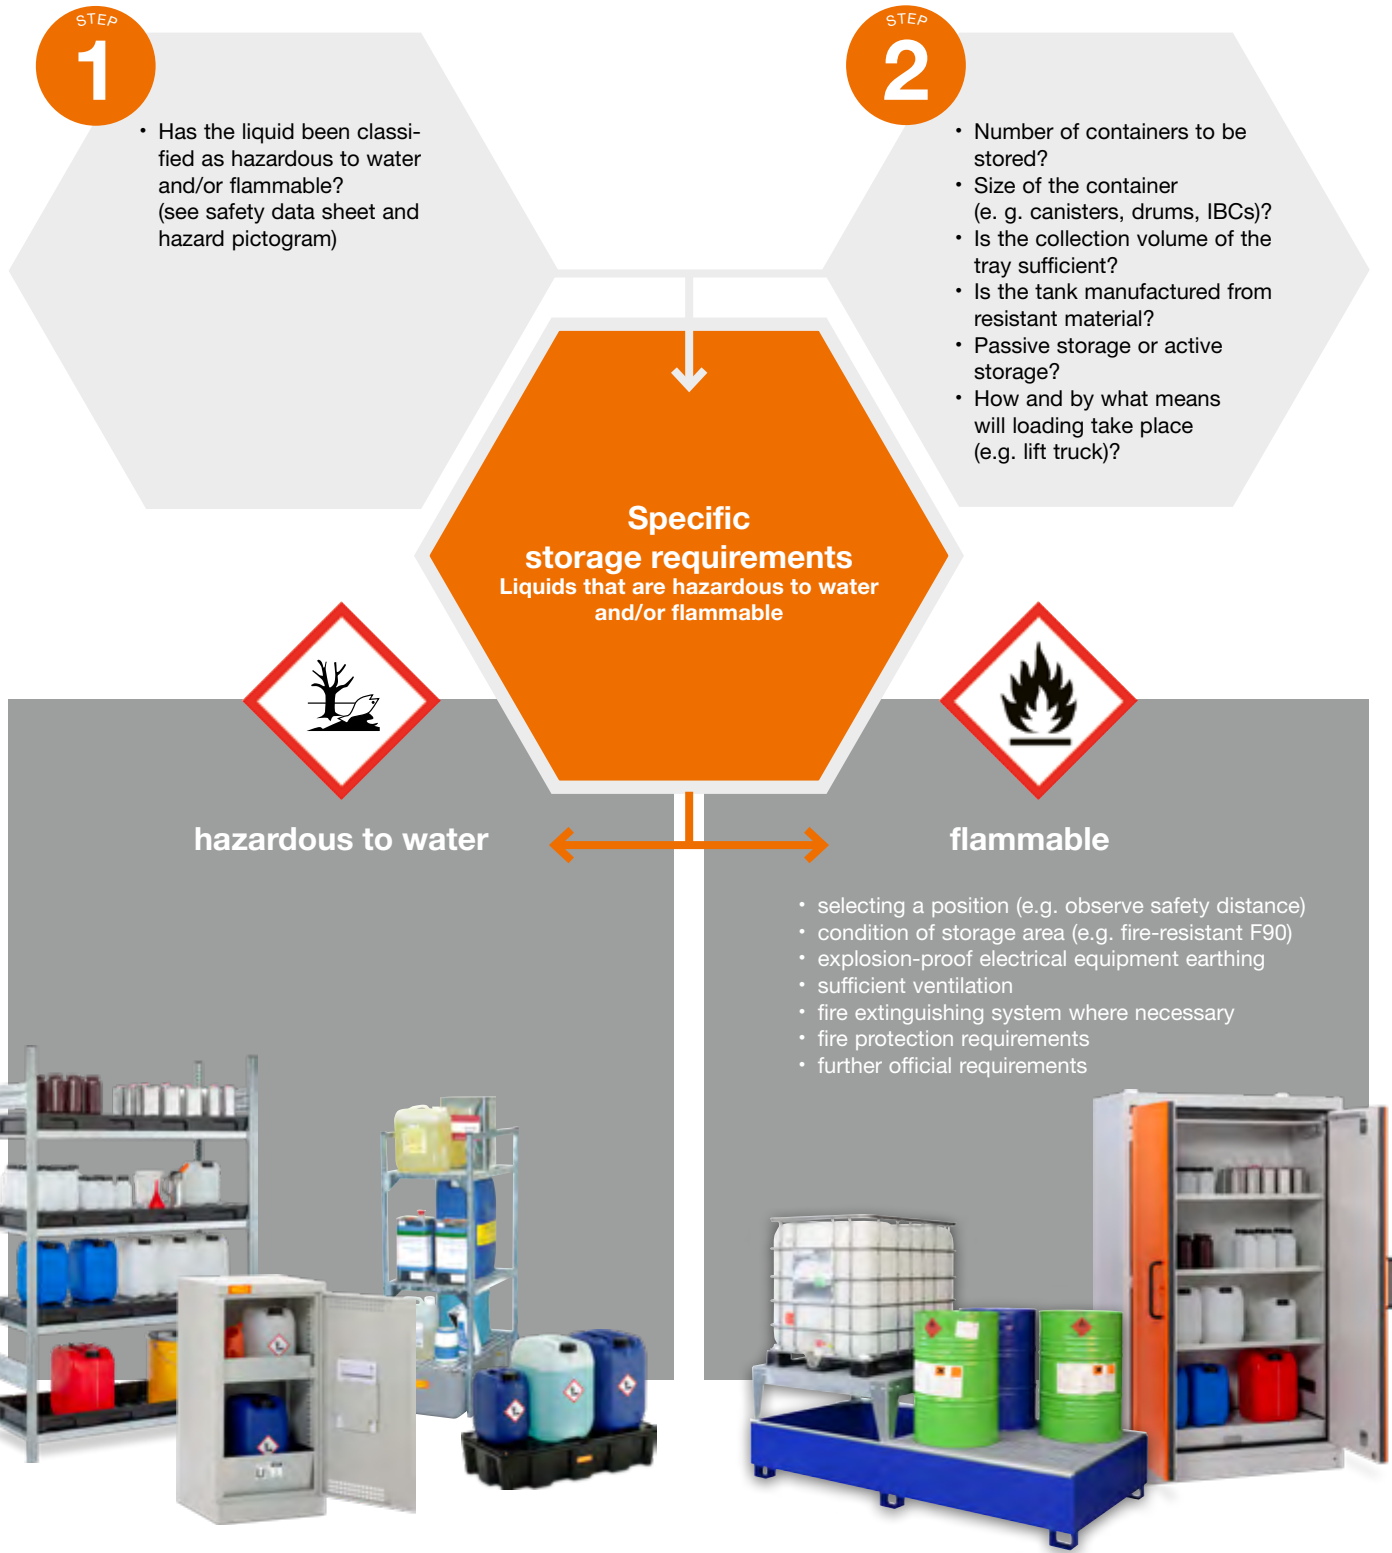 STEP
1
• Has the liquid been classi-
fied as hazardous to water
and/or flammable?
(see safety data sheet and
hazard pictogram)
STEP
2
• Number of containers to be
stored?
• Size of the container
(e. g. canisters, drums, IBCs)?
• Is the collection volume of the
tray sufficient?
• Is the tank manufactured from
resistant material?
• Passive storage or active
storage?
• How and by what means
will loading take place
(e.g. lift truck)?
Specific
storage requirements
Liquids that are hazardous to water
and/or flammable
hazardous to water
flammable
• selecting a position (e.g. observe safety distance)
• condition of storage area (e.g. fire-resistant F90)
• explosion-proof electrical equipment earthing
• sufficient ventilation
• fire extinguishing system where necessary
• fire protection requirements
• further official requirements